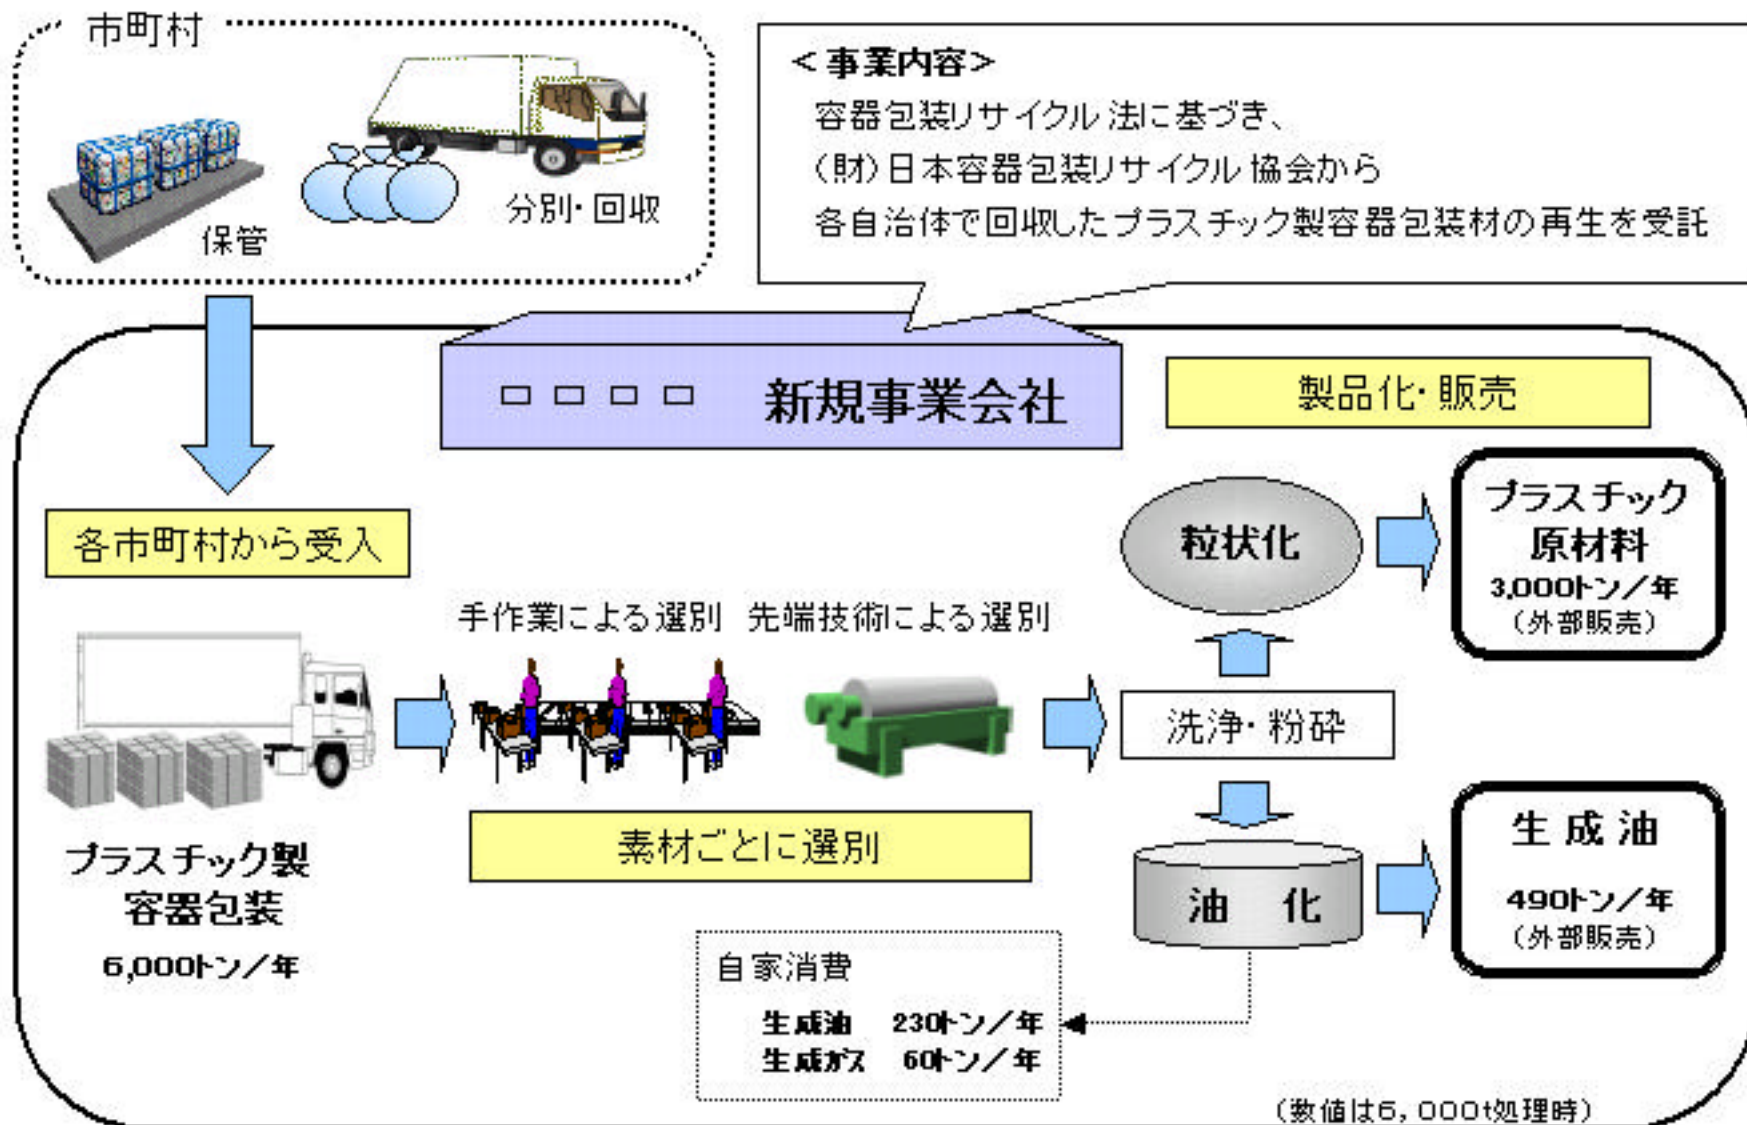 市町村
保管
分別・回収
<事業内容>
容器包装リサイクル法に基づき、
(財)日本容器包装リサイクル協会から
各自治体で回収したプラスチック製容器包装材の再生を受託
新規事業会社
製品化・販売
各市町村から受入
プラスチック製
容器包装
6,000トン/年
手作業による選別
先端技術による選別
素材ごとに選別
洗浄・粉砕
粒状化
プラスチック
原材料
3,000トン/年
(外部販売)
油 化
生成油
490トン/年
(外部販売)
自家消費
生成油 230トン/年
生成ガス 60トン/年
(数値は6,000t処理時)